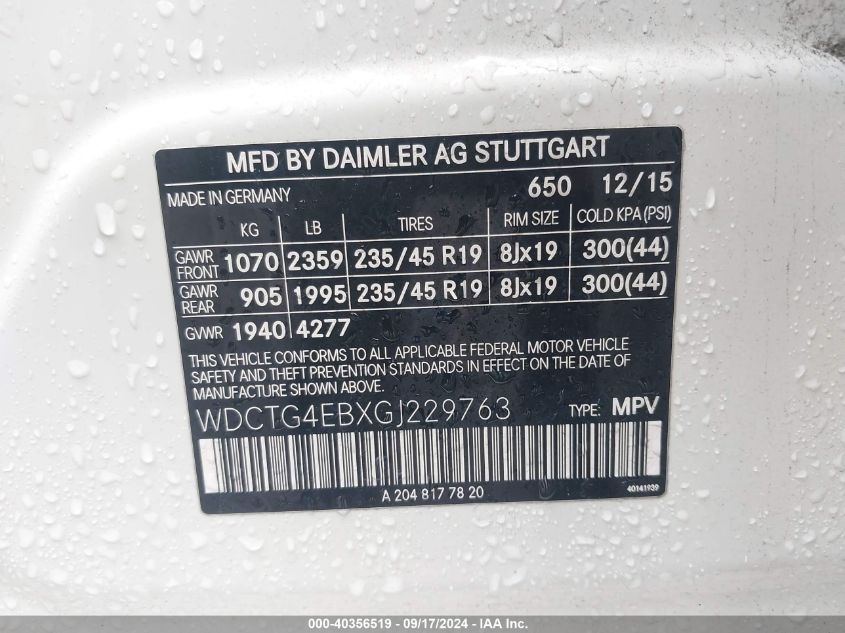 MFD BY DAIMLER AG STUTTGART
MADE IN GERMANY 650 12/15
KG LB TIRES RIM SIZE COLD KPA (PSI)
GAWR FRONT 1070 2359 235/45 R19 8Jx19 300(44)
GAWR REAR 905 1995 235/45 R19 8Jx19 300(44)
GVWR 1940 4277
THIS VEHICLE CONFORMS TO ALL APPLICABLE FEDERAL MOTOR VEHICLE
SAFETY AND THEFT PREVENTION STANDARDS IN EFFECT ON THE DATE OF
MANUFACTURE SHOWN ABOVE.
WDCTG4EBXGJ229763 TYPE: MPV
A 204 817 78 20 40141939
000-40356519 - 09/17/2024 - IAA Inc.